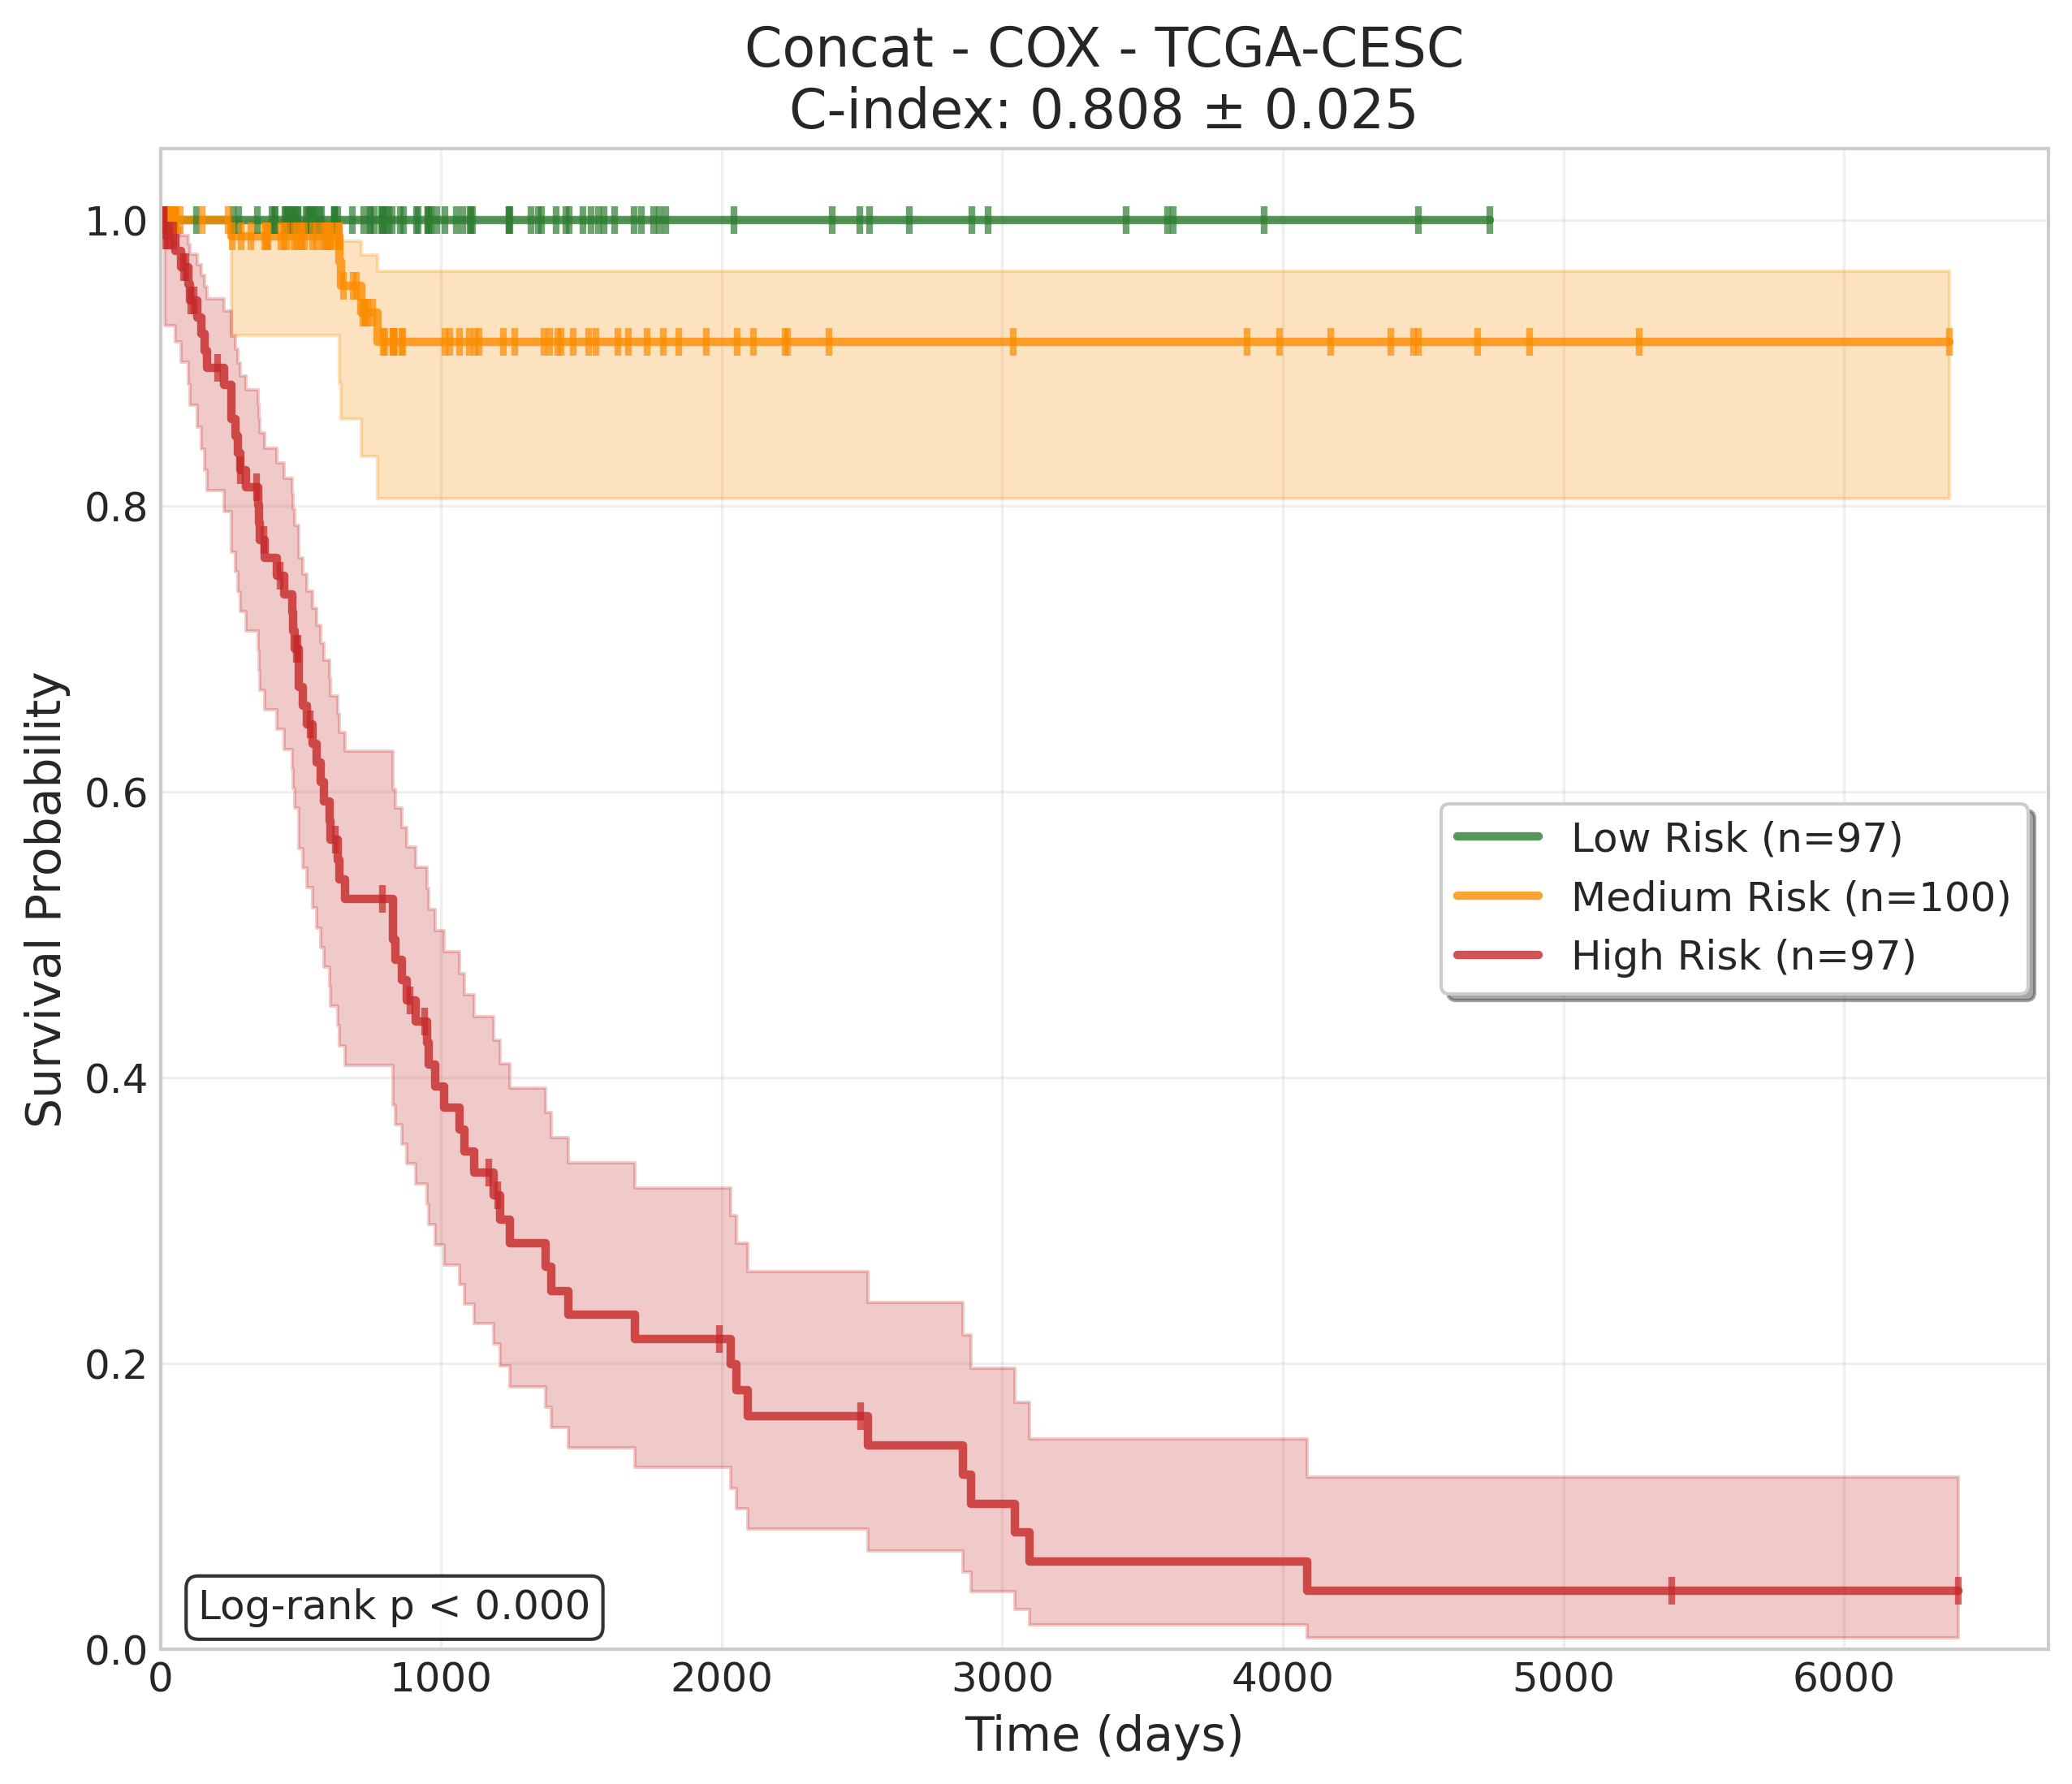 Concat - COX - TCGA-CESC
C-index: 0.808 ± 0.025
Survival Probability
1.0
0.8
0.6
0.4
0.2
0.0
Low Risk (n=97)
Medium Risk (n=100)
High Risk (n=97)
Log-rank p < 0.000
0 1000 2000 3000 4000 5000 6000
Time (days)